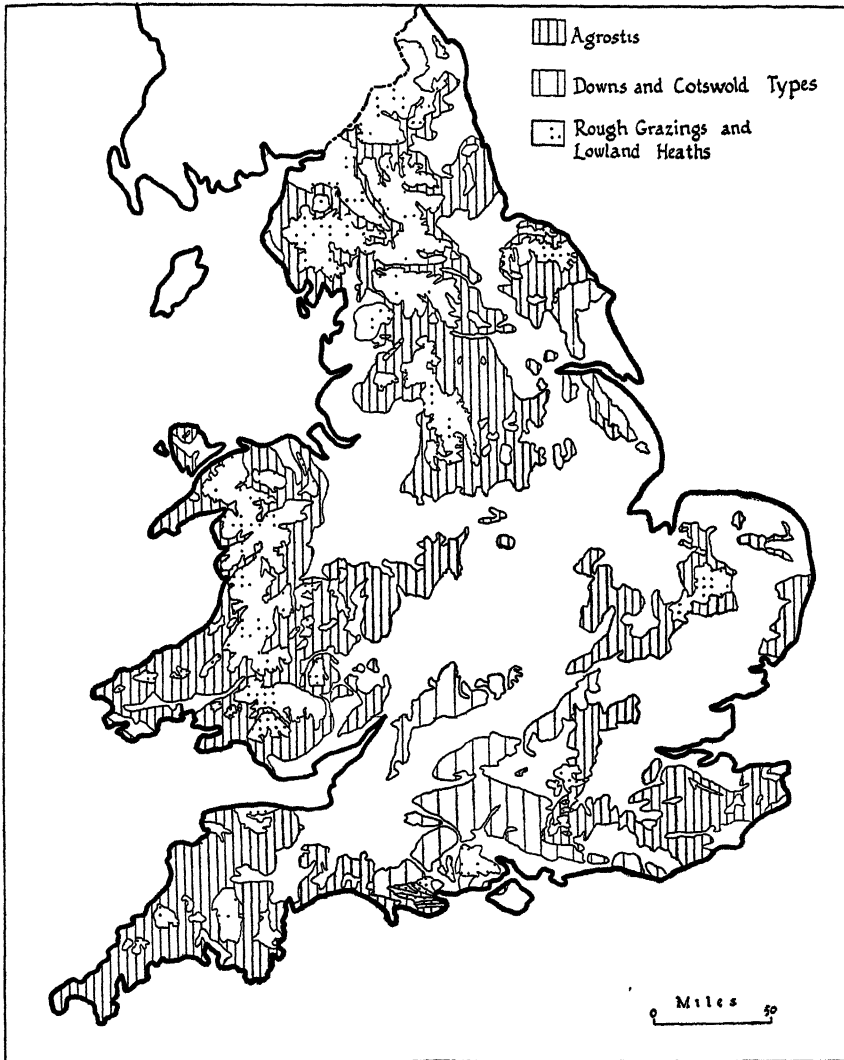 Agrostis
Downs and Cotswold Types
Rough Grazings and
Lowland Heaths
Miles
0 50